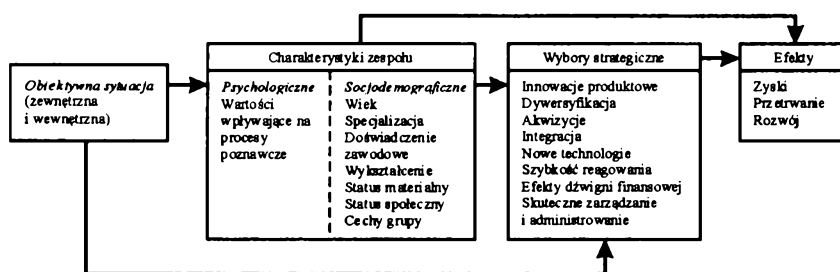 Obiektywna sytuacja
(zewnętrzna
i wewnętrzna)
Charakterystyki zespołu
Psychologiczne
Wartości
wpływające na
procesy
poznawcze
Socjodemograficzne
Wiek
Specjalizacja
Doświadczenie
zawodowe
Wykształcenie
Status materialny
Status społeczny
Cechy grupy
Wybory strategiczne
Innowacje produktowe
Dywersyfikacja
Akwizycje
Integracja
Nowe technologie
Szybkość reagowania
Efekty dźwigni finansowej
Skuteczne zarządzanie
i administrowanie
Efekty
Zyski
Przetrwanie
Rozwój